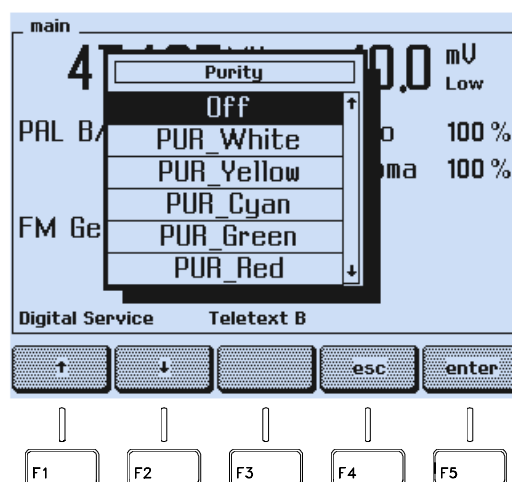 main
mV
Low
Purity
Off
PUR_White
PUR_Yellow
PUR_Cyan
PUR_Green
PUR_Red
PAL B/
100 %
100 %
FM Ge
Digital Service Teletext B
↑ ↓ esc enter
F1 F2 F3 F4 F5